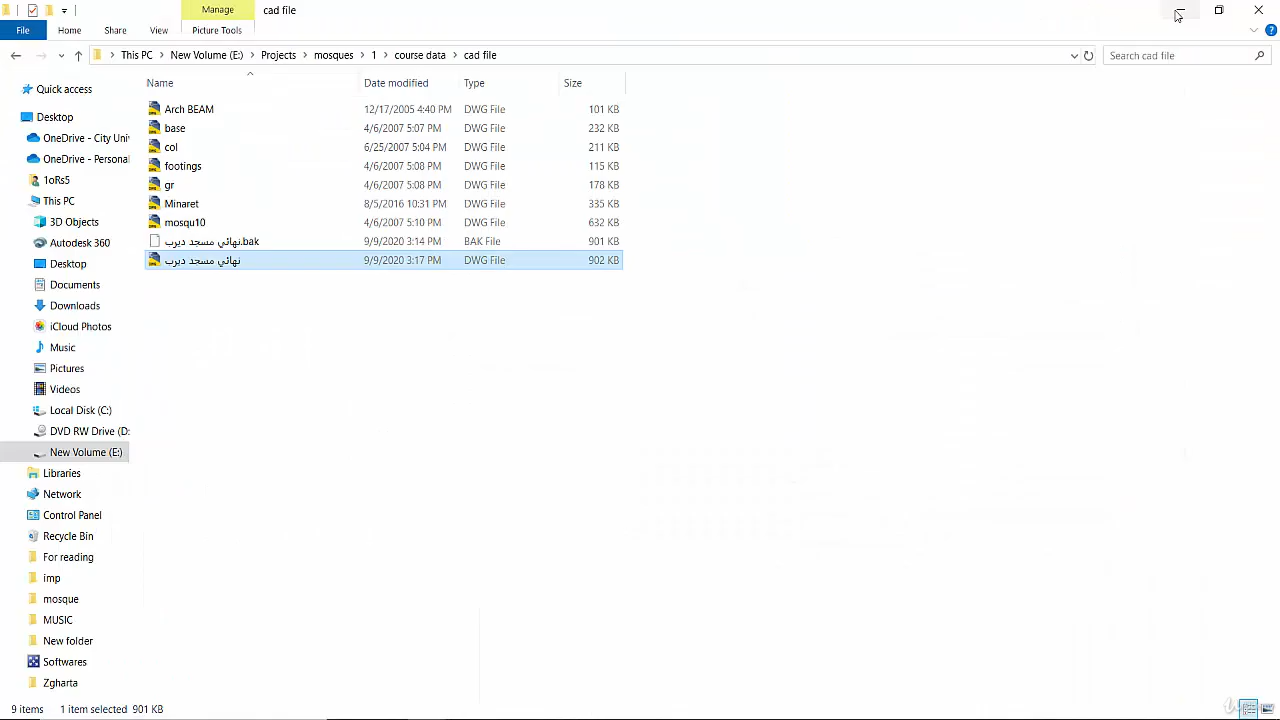 Manage
cad file
File
Home
Share
View
Picture Tools
This PC
New Volume (E:)
Projects
mosques
1
course data
cad file
Search cad file
Name
Date modified
Type
Size
Quick access
Desktop
OneDrive - City Uni
OneDrive - Personal
1oRs5
This PC
3D Objects
Autodesk 360
Desktop
Documents
Downloads
iCloud Photos
Music
Pictures
Videos
Local Disk (C:)
DVD RW Drive (D:
New Volume (E:)
Libraries
Network
Control Panel
Recycle Bin
For reading
imp
mosque
MUSIC
New folder
Softwares
Zgharta
Arch BEAM 12/17/2005 4:40 PM DWG File 101 KB
base 4/6/2007 5:07 PM DWG File 232 KB
col 6/25/2007 5:04 PM DWG File 211 KB
footings 4/6/2007 5:08 PM DWG File 115 KB
gr 4/6/2007 5:08 PM DWG File 178 KB
Minaret 8/5/2016 10:31 PM DWG File 335 KB
mosqu10 4/6/2007 5:10 PM DWG File 632 KB
نهائي مسجد ديرب.bak 9/9/2020 3:14 PM BAK File 901 KB
نهائي مسجد ديرب 9/9/2020 3:17 PM DWG File 902 KB
9 items
1 item selected 901 KB